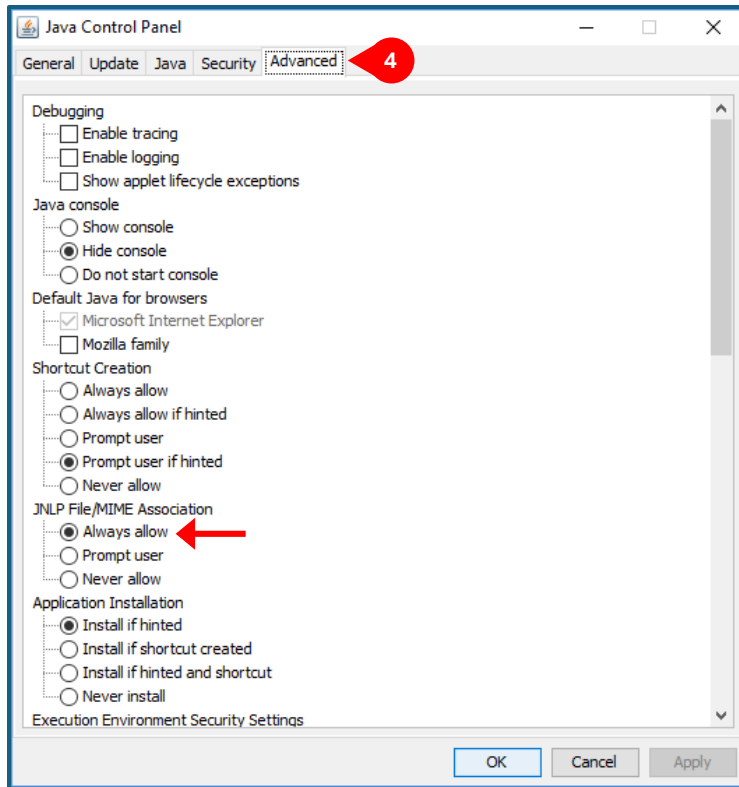 Java Control Panel
General Update Java Security Advanced 4
Debugging
Enable tracing
Enable logging
Show applet lifecycle exceptions
Java console
Show console
Hide console
Do not start console
Default Java for browsers
Microsoft Internet Explorer
Mozilla family
Shortcut Creation
Always allow
Always allow if hinted
Prompt user
Prompt user if hinted
Never allow
JNLP File/MIME Association
Always allow
Prompt user
Never allow
Application Installation
Install if hinted
Install if shortcut created
Install if hinted and shortcut
Never install
Execution Environment Security Settings
OK Cancel Apply